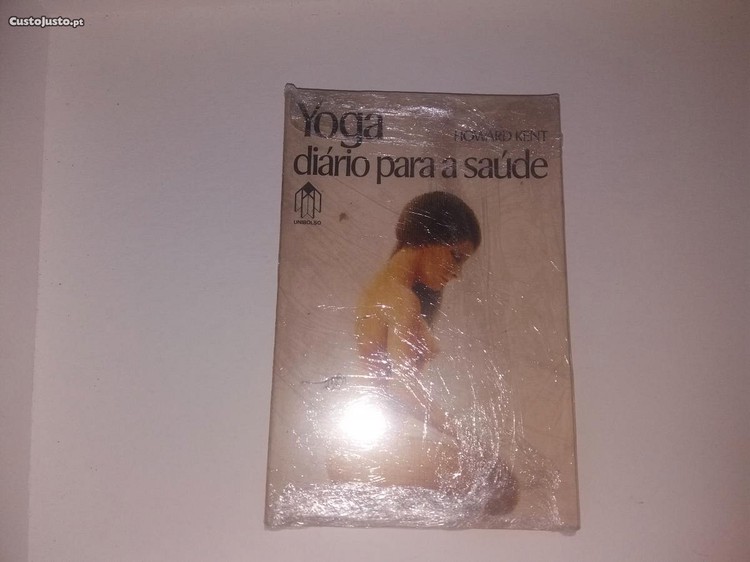 CustoJusto.pt
Yoga
HOWARD KENT
diário para a saúde
UNIBOLSO